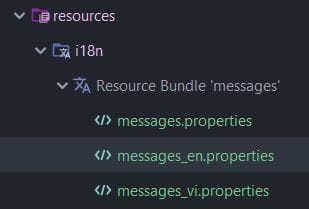 resources
i18n
Resource Bundle 'messages'
messages.properties
messages_en.properties
messages_vi.properties